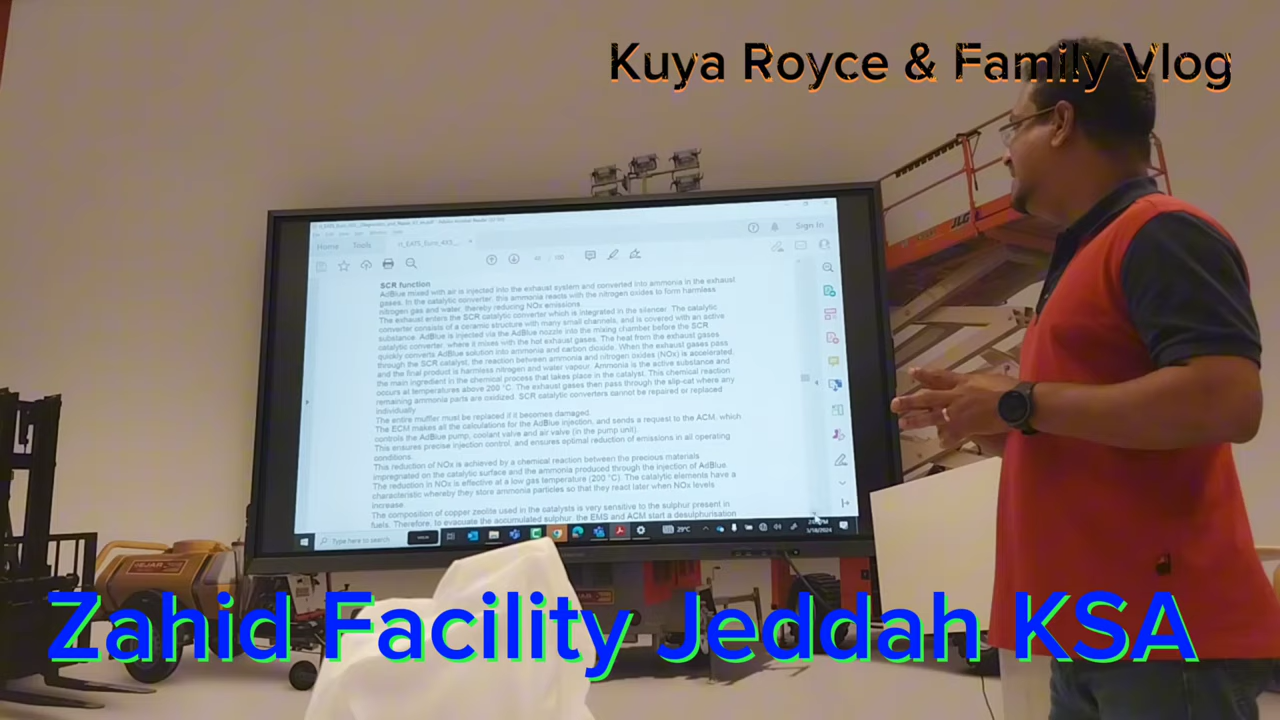 Kuya Royce & Family Vlog
JLG
Home Tools
Sign In
SCR function
AdBlue mixed with air is injected into the exhaust system and converted into ammonia in the exhaust
gases. In the catalytic converter, this ammonia reacts with the nitrogen oxides to form harmless
nitrogen gas and water, thereby reducing NOx emissions.
The exhaust enters the SCR catalytic converter which is integrated in the silencer. The catalytic
converter consists of a ceramic structure with many small channels, and is covered with an active
substance. AdBlue is injected via the AdBlue nozzle into the mixing chamber before the SCR
catalytic converter, where it mixes with the hot exhaust gases. The heat from the exhaust gases
quickly converts AdBlue solution into ammonia and carbon dioxide. When the exhaust gases pass
through the SCR catalyst, the reaction between ammonia and nitrogen oxides (NOx) is accelerated,
and the final product is harmless nitrogen and water vapour. Ammonia is the active substance and
the main ingredient in the chemical process that takes place in the catalyst. This chemical reaction
occurs at temperatures above 200 °C. The exhaust gases then pass through the slip-cat where any
remaining ammonia parts are oxidized. SCR catalytic converters cannot be repaired or replaced
individually.
The entire muffler must be replaced if it becomes damaged.
The ECM makes all the calculations for the AdBlue injection, and sends a request to the ACM, which
controls the AdBlue pump, coolant valve and air valve (in the pump unit).
This ensures precise injection control, and ensures optimal reduction of emissions in all operating
conditions.
This reduction of NOx is achieved by a chemical reaction between the precious materials
impregnated on the catalytic surface and the ammonia produced through the injection of AdBlue.
The reduction in NOx is effective at a low gas temperature (200 °C). The catalytic elements have a
characteristic whereby they store ammonia particles so that they react later when NOx levels
increase.
The composition of copper zeolite used in the catalysts is very sensitive to the sulphur present in
fuels. Therefore, to evacuate the accumulated sulphur, the EMS and ACM start a desulphurisation
Type here to search
29°C
Zahid Facility Jeddah KSA